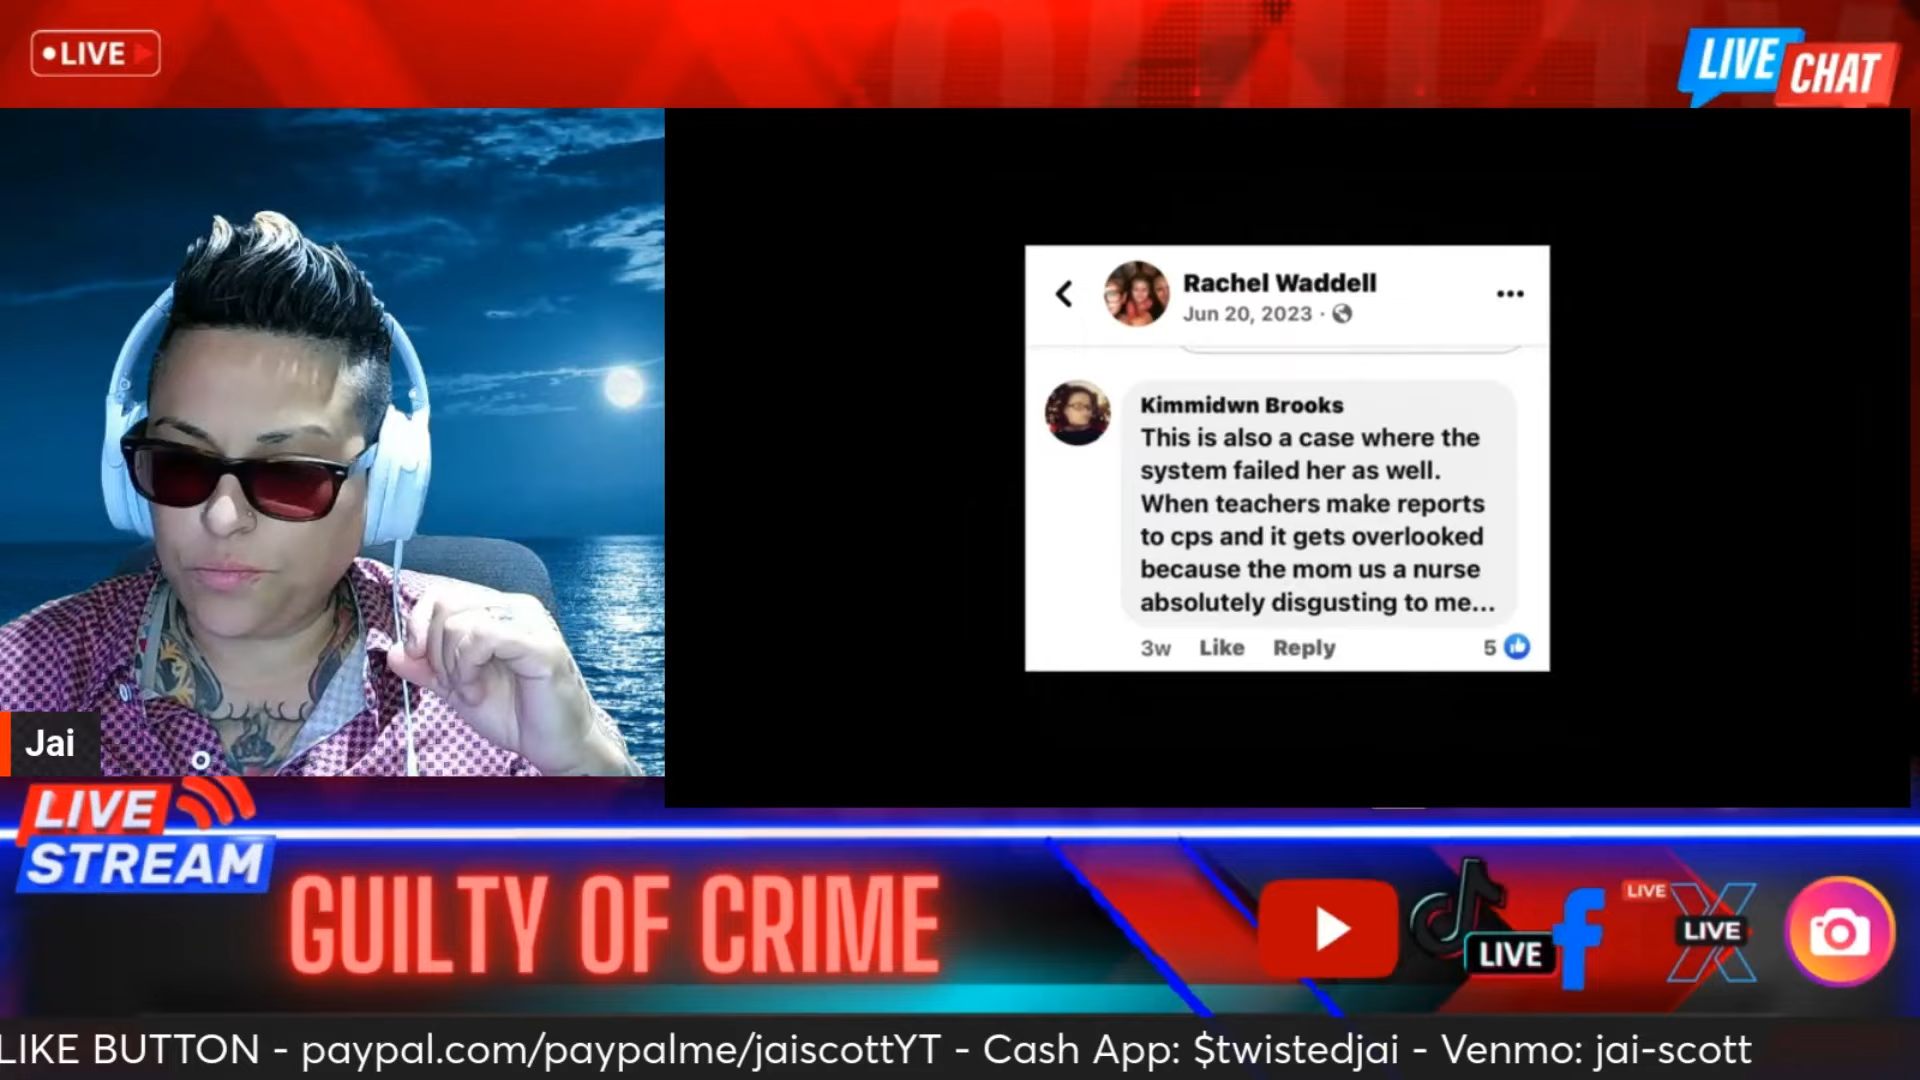 LIVE
LIVE CHAT
Rachel Waddell
Jun 20, 2023 ·
Kimmidwn Brooks
This is also a case where the
system failed her as well.
When teachers make reports
to cps and it gets overlooked
because the mom us a nurse
absolutely disgusting to me...
3w Like Reply 5
Jai
LIVE
STREAM
GUILTY OF CRIME
LIVE
LIVE
LIVE
LIKE BUTTON - paypal.com/paypalme/jaiscottYT - Cash App: $twistedjai - Venmo: jai-scott